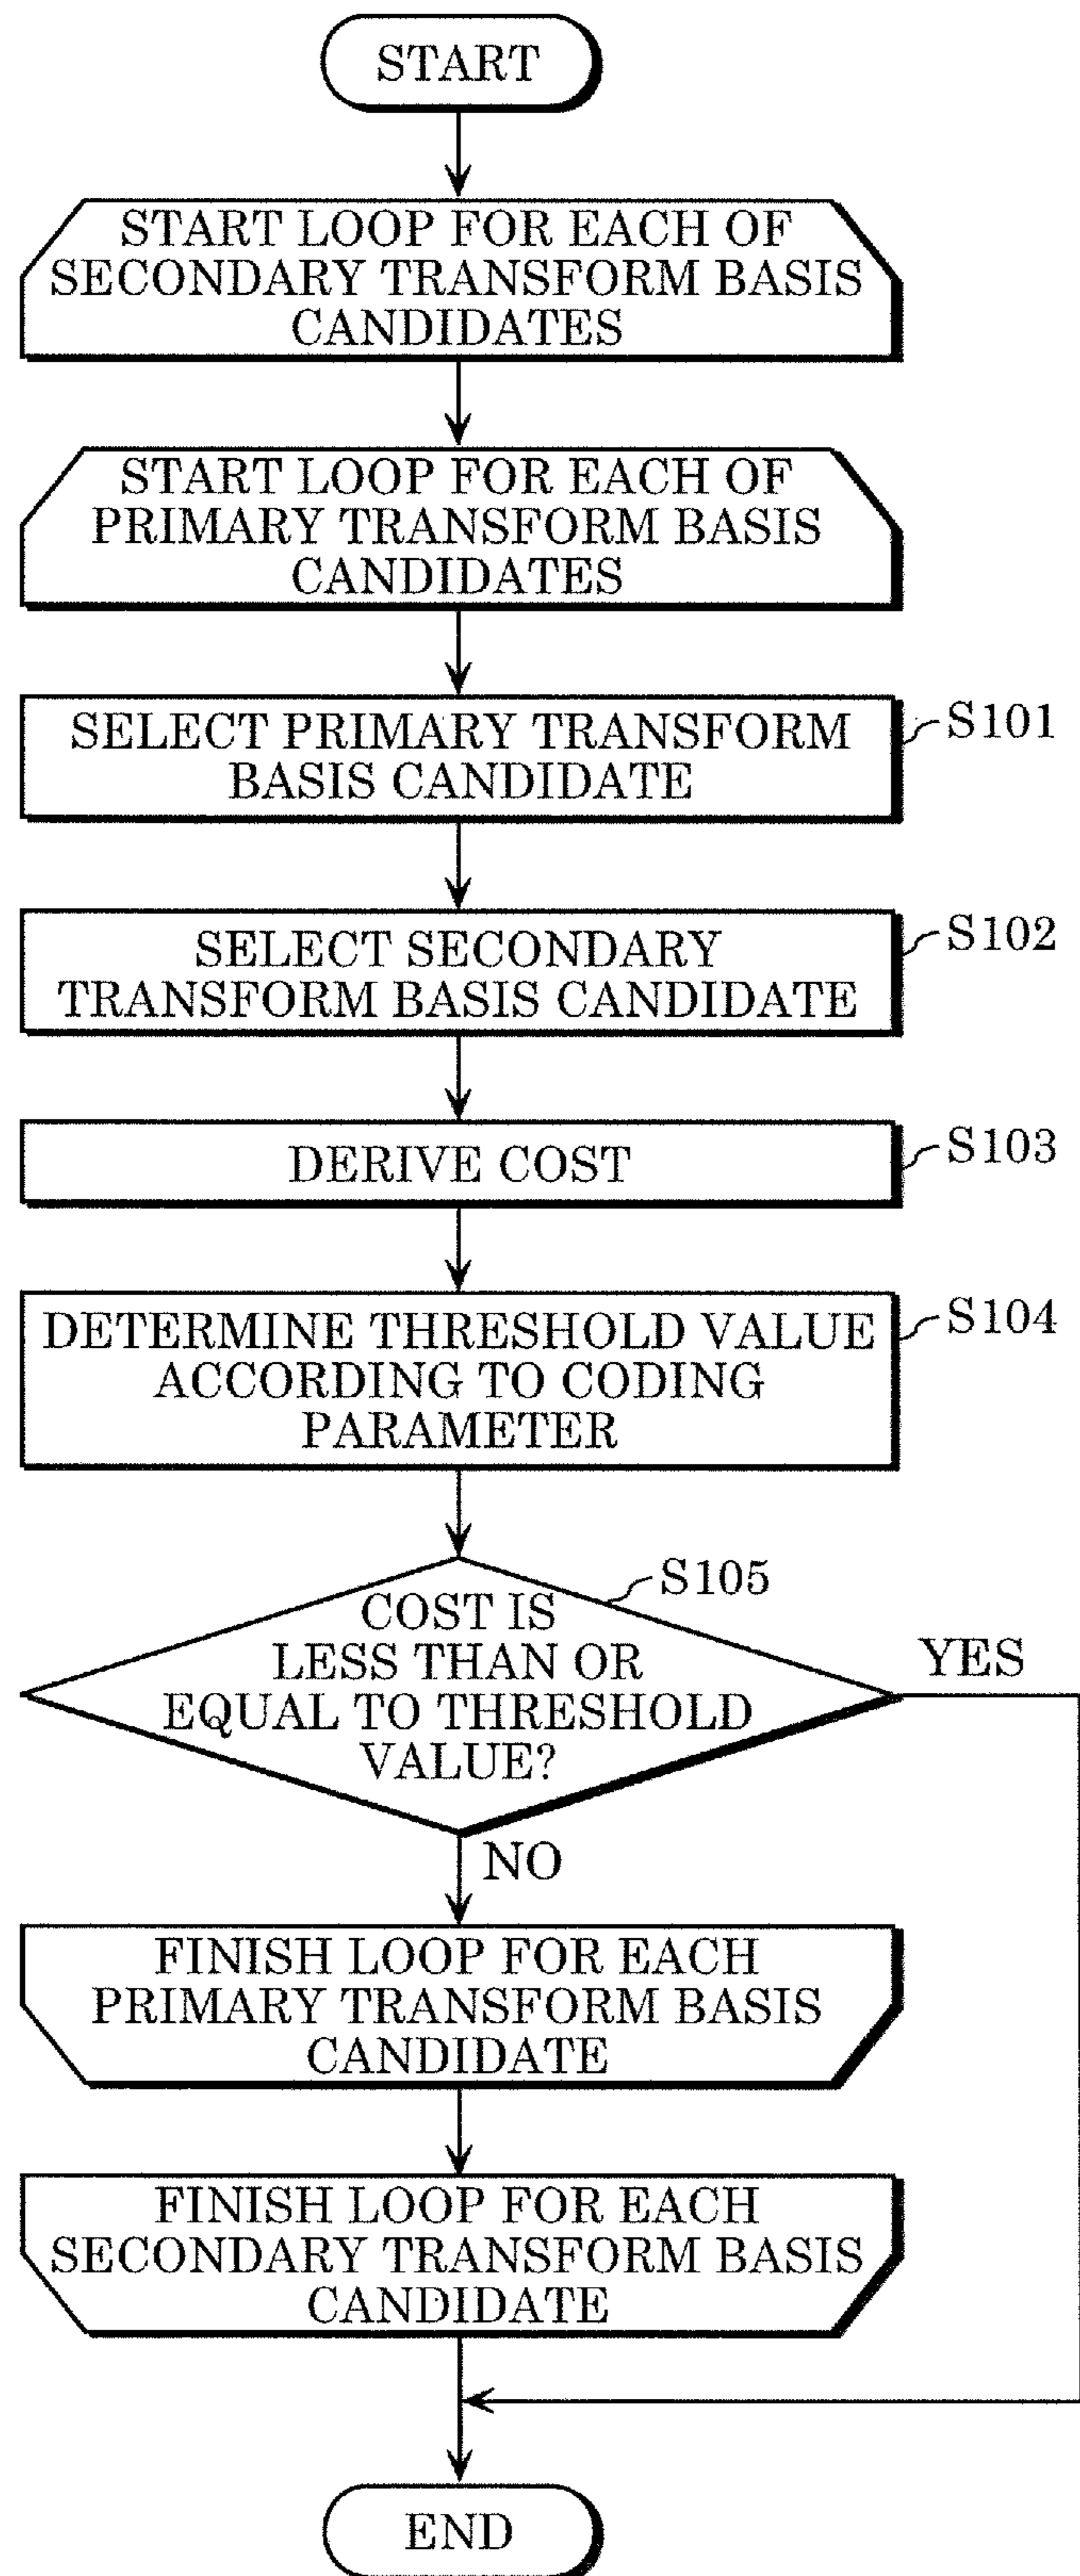 START
START LOOP FOR EACH OF
SECONDARY TRANSFORM BASIS
CANDIDATES
START LOOP FOR EACH OF
PRIMARY TRANSFORM BASIS
CANDIDATES
SELECT PRIMARY TRANSFORM
BASIS CANDIDATE
S101
SELECT SECONDARY
TRANSFORM BASIS CANDIDATE
S102
DERIVE COST
S103
DETERMINE THRESHOLD VALUE
ACCORDING TO CODING
PARAMETER
S104
S105
COST IS
LESS THAN OR
EQUAL TO THRESHOLD
VALUE?
YES
NO
FINISH LOOP FOR EACH
PRIMARY TRANSFORM BASIS
CANDIDATE
FINISH LOOP FOR EACH
SECONDARY TRANSFORM BASIS
CANDIDATE
END